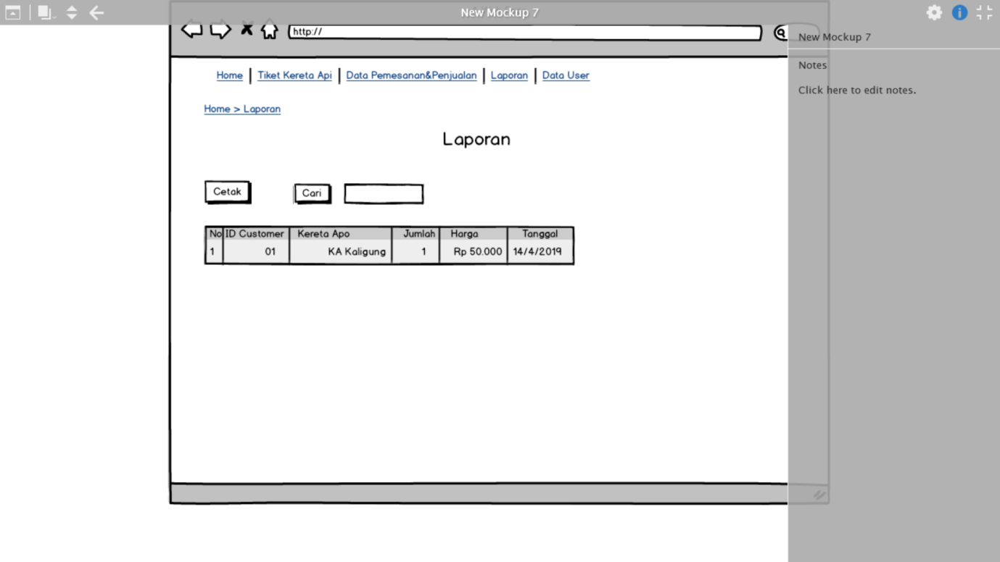 New Mockup 7
http://
New Mockup 7
Notes
Click here to edit notes.
Home | Tiket Kereta Api | Data Pemesanan&Penjualan | Laporan | Data User
Home > Laporan
Laporan
Cetak Cari
No ID Customer Kereta Apo Jumlah Harga Tanggal
1 01 KA Kaligung 1 Rp 50.000 14/4/2019